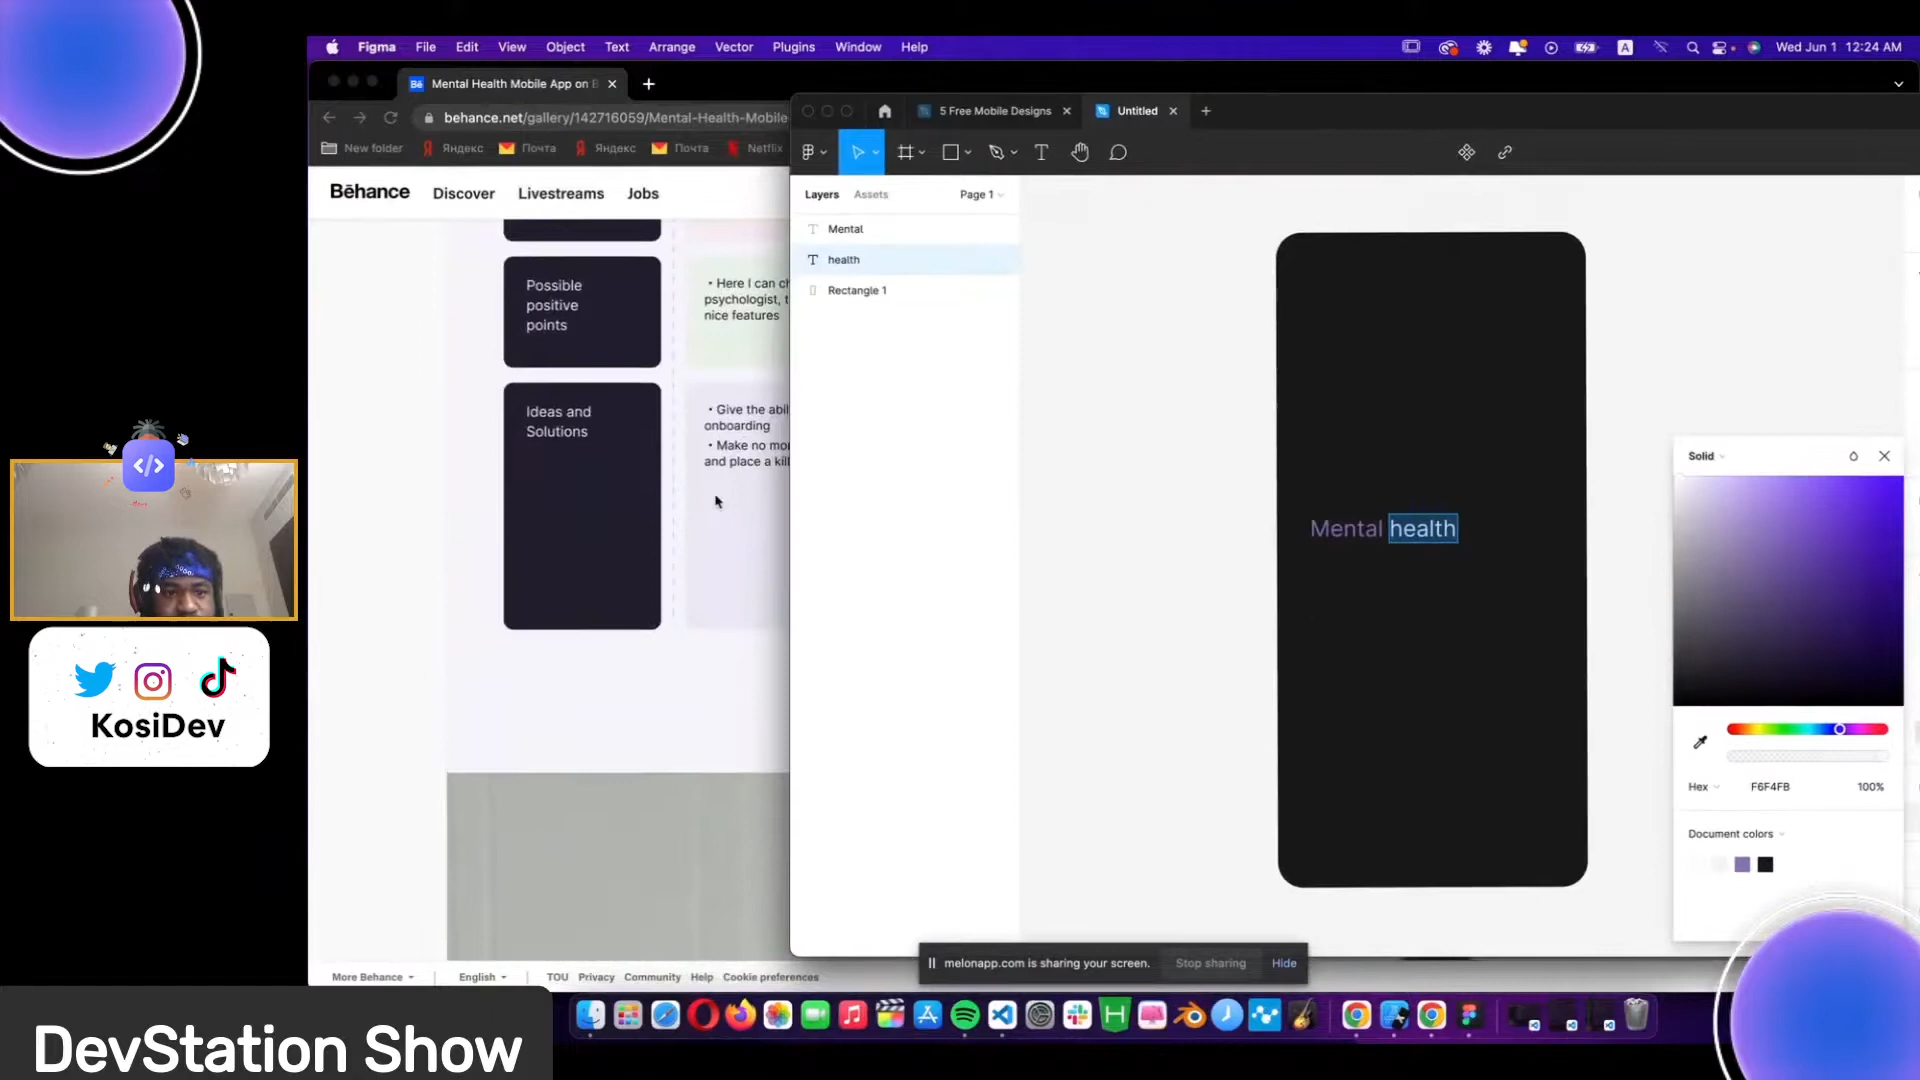 Figma File Edit View Object Text Arrange Vector Plugins Window Help
A Wed Jun 1 12:24 AM
Bē Mental Health Mobile App on
behance.net/gallery/142716059/Mental-Health-Mobile
New folder Яндекс Почта Яндекс Почта Netflix
Bēhance Discover Livestreams Jobs
Possible
positive
points
• Here I can
psychologist,
nice features
Ideas and
Solutions
• Give the
onboarding
• Make no
and place a
More Behance English TOU Privacy Community Help Cookie preferences
5 Free Mobile Designs Untitled
Layers Assets Page 1
Mental
health
Rectangle 1
Mental health
Solid
Hex F6F4FB 100%
Document colors
melonapp.com is sharing your screen. Stop sharing Hide
KosiDev
DevStation Show